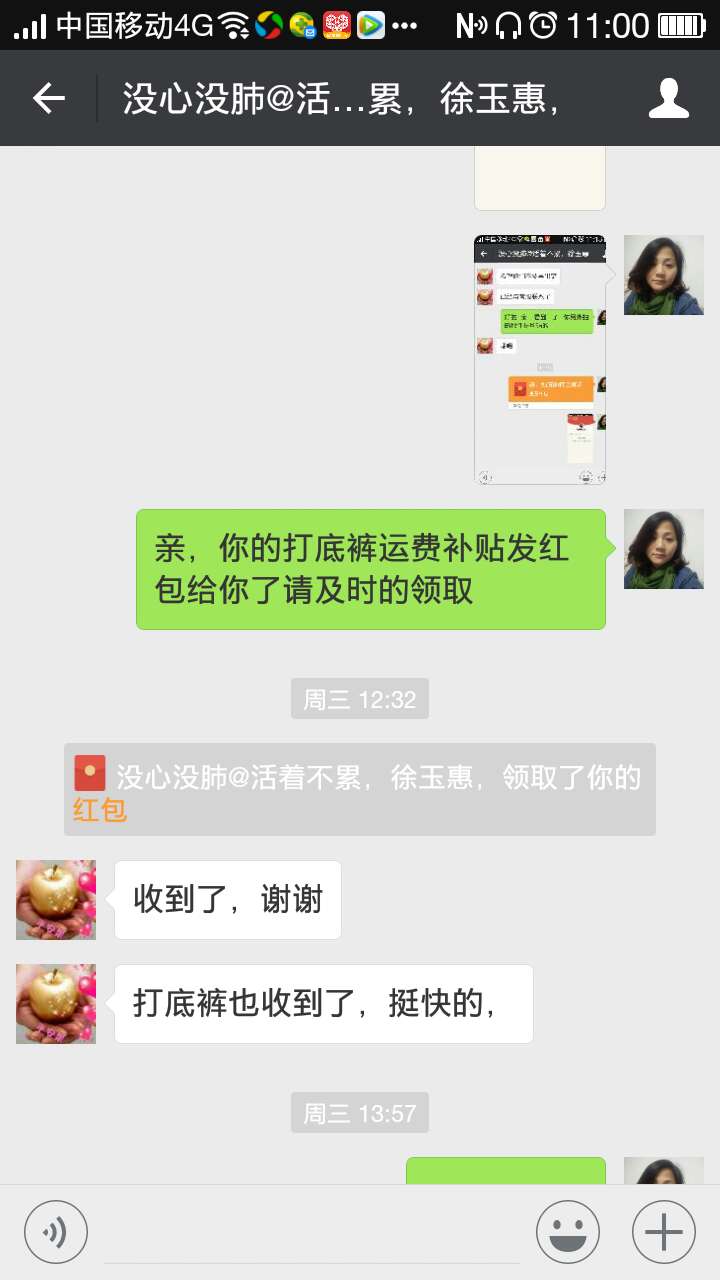 中国移动4G 11:00
没心没肺@活…累，徐玉惠，
亲，你的打底裤运费补贴发红
包给你了请及时的领取
周三 12:32
没心没肺@活着不累，徐玉惠，领取了你的
红包
收到了，谢谢
打底裤也收到了，挺快的，
周三 13:57